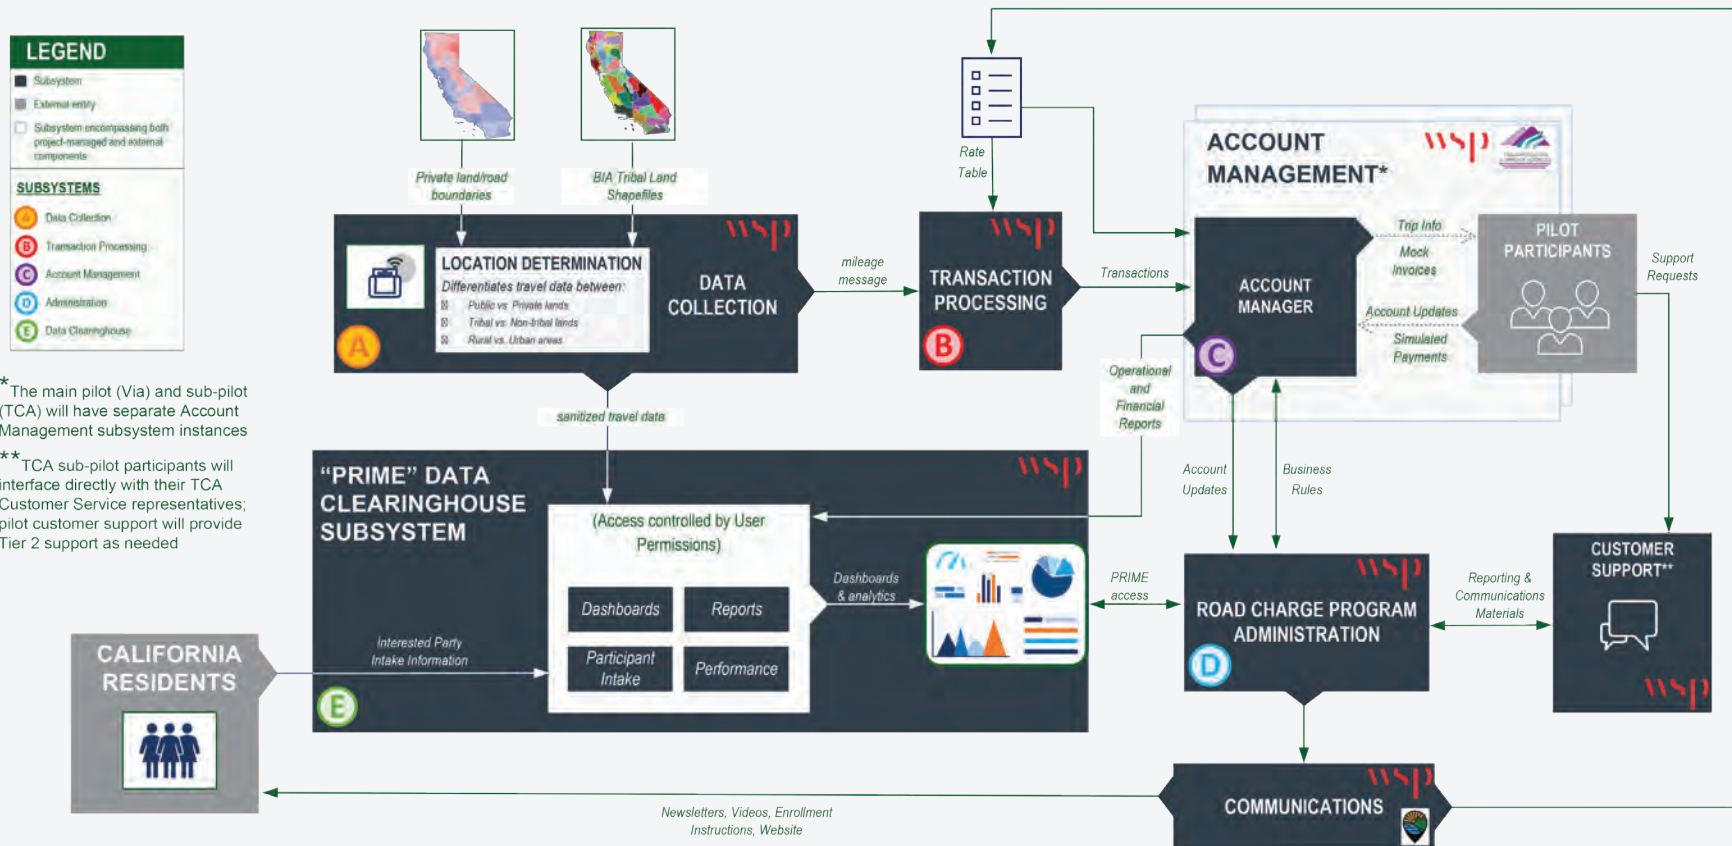 LEGEND
Subsystem
External entity
Subsystem encompassing both
project-managed and external
components
SUBSYSTEMS
A Data Collection
B Transaction Processing
C Account Management
D Administration
E Data Clearinghouse
*The main pilot (Via) and sub-pilot
(TCA) will have separate Account
Management subsystem instances
**TCA sub-pilot participants will
interface directly with their TCA
Customer Service representatives;
pilot customer support will provide
Tier 2 support as needed
Private land/road
boundaries
BIA Tribal Land
Shapefiles
wsp
LOCATION DETERMINATION
Differentiates travel data between:
Public vs. Private lands
Tribal vs. Non-tribal lands
Rural vs. Urban areas
DATA
COLLECTION
A
mileage
message
Rate
Table
wsp
TRANSACTION
PROCESSING
B
Transactions
ACCOUNT
MANAGEMENT*
wsp
ACCOUNT
MANAGER
C
Trip Info
Mock
Invoices
Account Updates
Simulated
Payments
PILOT
PARTICIPANTS
Support
Requests
sanitized travel data
Operational
and
Financial
Reports
Account
Updates
Business
Rules
"PRIME" DATA
CLEARINGHOUSE
SUBSYSTEM
wsp
(Access controlled by User
Permissions)
Dashboards
Reports
Participant
Intake
Performance
Dashboards
& analytics
E
PRIME
access
wsp
ROAD CHARGE PROGRAM
ADMINISTRATION
D
Reporting &
Communications
Materials
CUSTOMER
SUPPORT**
wsp
CALIFORNIA
RESIDENTS
Interested Party
Intake Information
Newsletters, Videos, Enrollment
Instructions, Website
wsp
COMMUNICATIONS